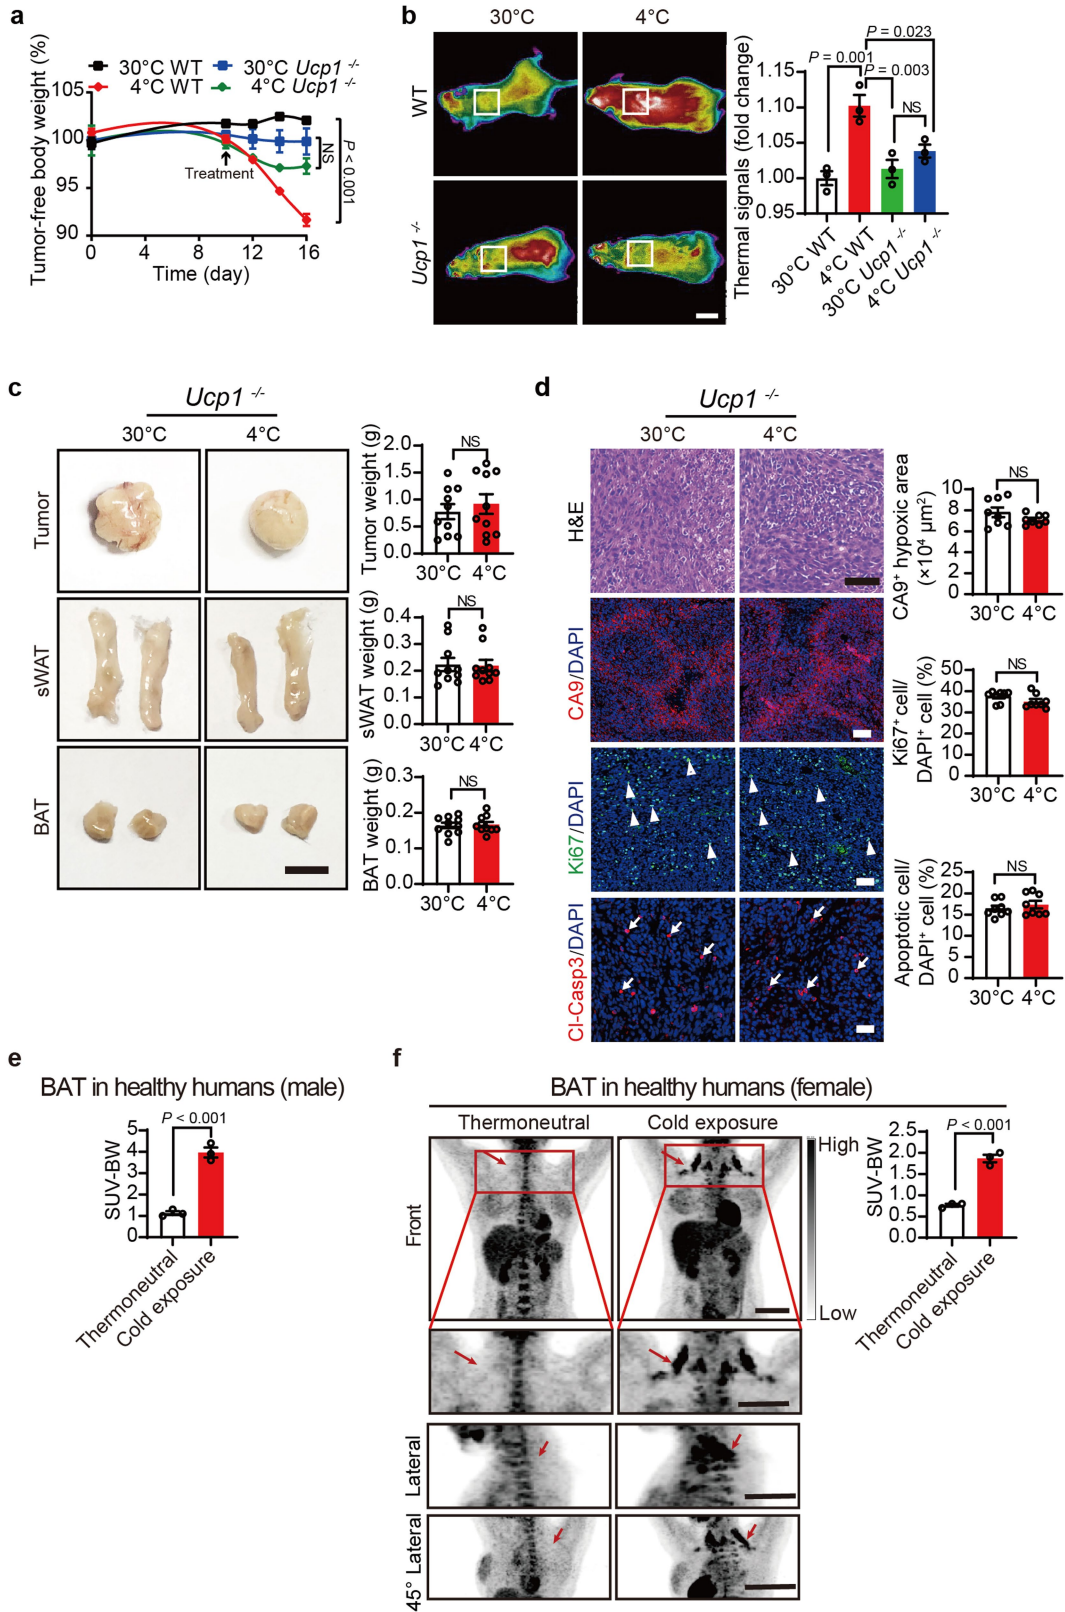 a
Tumor-free body weight (%)
30°C WT
30°C Ucp1 -/-
4°C WT
4°C Ucp1 -/-
105
100
95
90
Treatment
NS
P < 0.001
0 4 8 12 16
Time (day)
b
30°C 4°C
WT
Ucp1 -/-
Thermal signals (fold change)
P = 0.023
P = 0.001
P = 0.003
NS
1.15
1.10
1.05
1.00
0.95
30°C WT
4°C WT
30°C Ucp1 -/-
4°C Ucp1 -/-
c
Ucp1 -/-
30°C 4°C
Tumor
sWAT
BAT
Tumor weight (g)
NS
2.0
1.5
1.0
0.5
0.0
30°C 4°C
sWAT weight (g)
NS
0.4
0.3
0.2
0.1
0.0
30°C 4°C
BAT weight (g)
NS
0.3
0.2
0.1
0.0
30°C 4°C
d
Ucp1 -/-
30°C 4°C
H&E
CA9/DAPI
Ki67/DAPI
Cl-Casp3/DAPI
CA9+ hypoxic area
(×10⁴ µm²)
NS
10
8
6
4
2
0
30°C 4°C
Ki67+ cell/
DAPI+ cell (%)
NS
50
40
30
20
10
0
30°C 4°C
Apoptotic cell/
DAPI+ cell (%)
NS
25
20
15
10
5
0
30°C 4°C
e
BAT in healthy humans (male)
P < 0.001
SUV-BW
5
4
3
2
1
0
Thermoneutral
Cold exposure
f
BAT in healthy humans (female)
Thermoneutral Cold exposure
Front
Lateral
45° Lateral
High
Low
P < 0.001
SUV-BW
2.5
2.0
1.5
1.0
0.5
0.0
Thermoneutral
Cold exposure